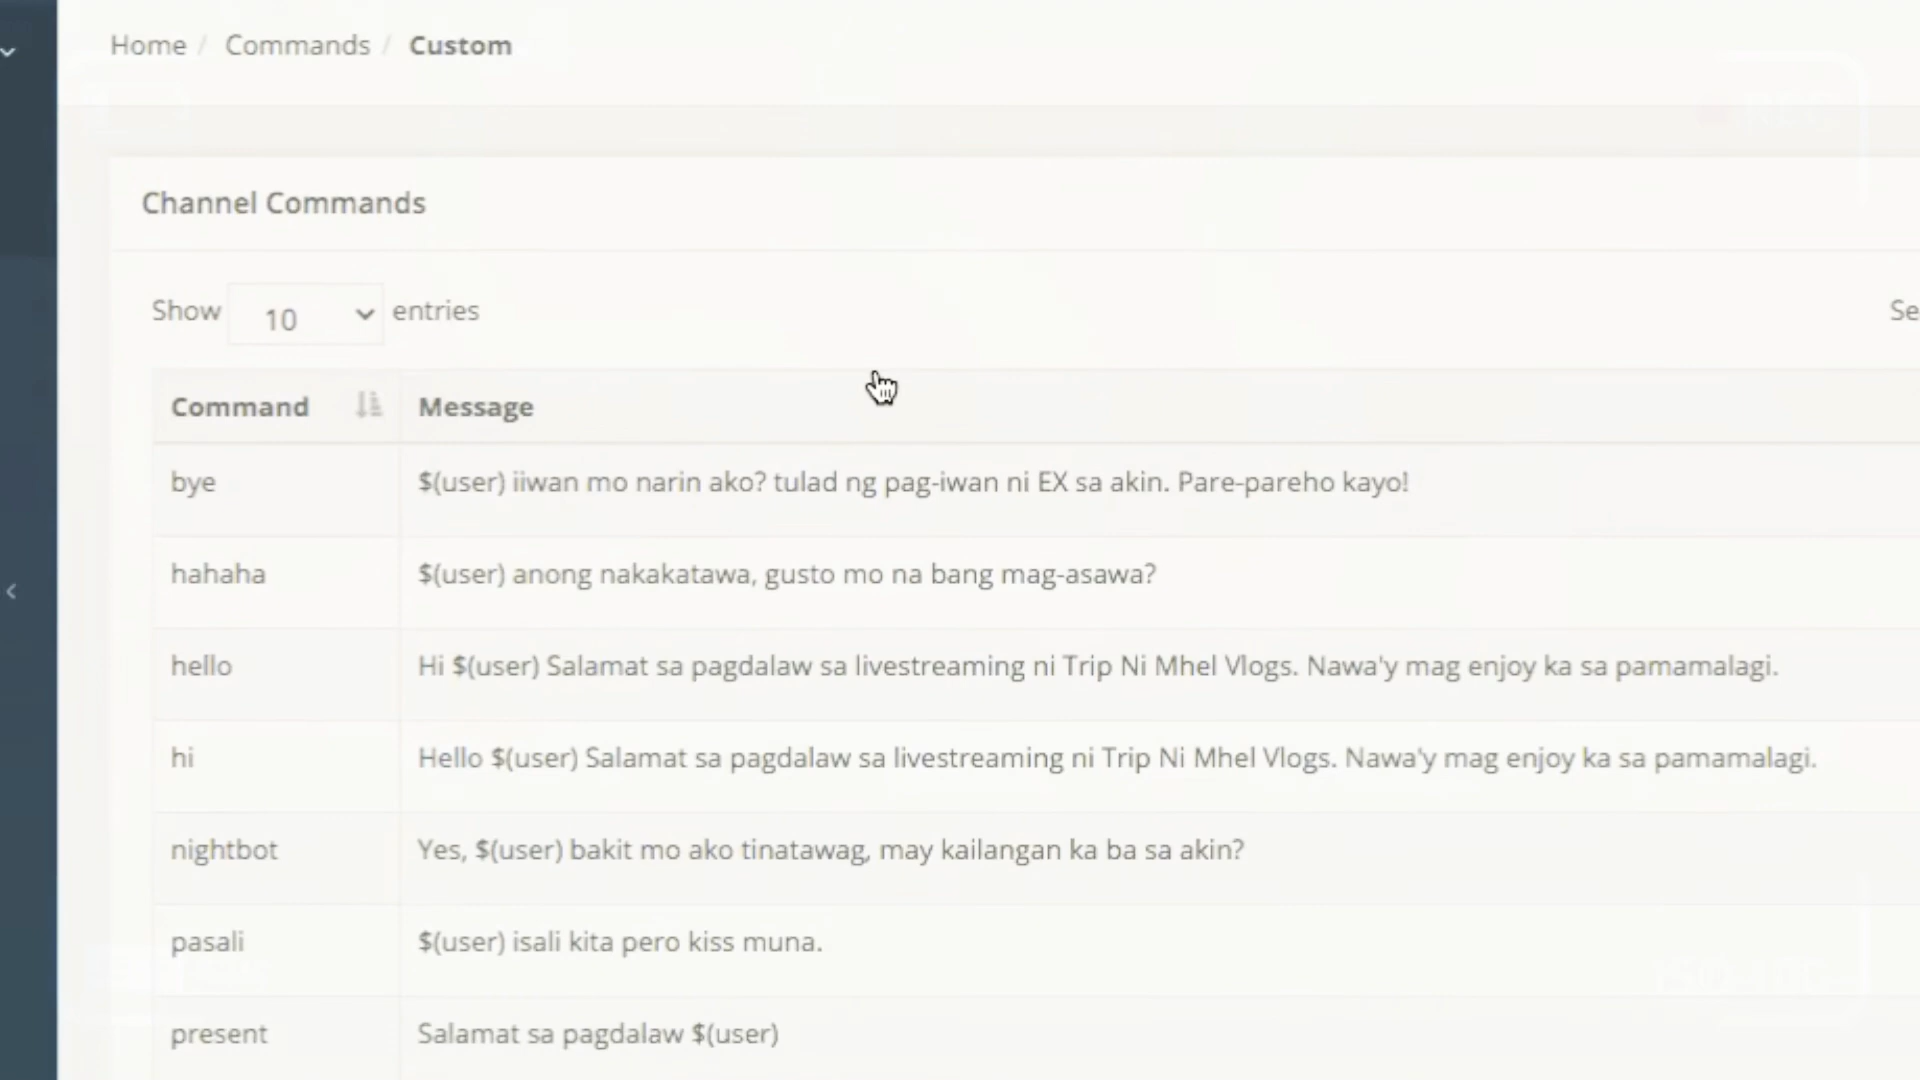 Home / Commands / Custom
Channel Commands
Show 10 entries Se
Command Message
bye $(user) iiwan mo narin ako? tulad ng pag-iwan ni EX sa akin. Pare-pareho kayo!
hahaha $(user) anong nakakatawa, gusto mo na bang mag-asawa?
hello Hi $(user) Salamat sa pagdalaw sa livestreaming ni Trip Ni Mhel Vlogs. Nawa'y mag enjoy ka sa pamamalagi.
hi Hello $(user) Salamat sa pagdalaw sa livestreaming ni Trip Ni Mhel Vlogs. Nawa'y mag enjoy ka sa pamamalagi.
nightbot Yes, $(user) bakit mo ako tinatawag, may kailangan ka ba sa akin?
pasali $(user) isali kita pero kiss muna.
present Salamat sa pagdalaw $(user)